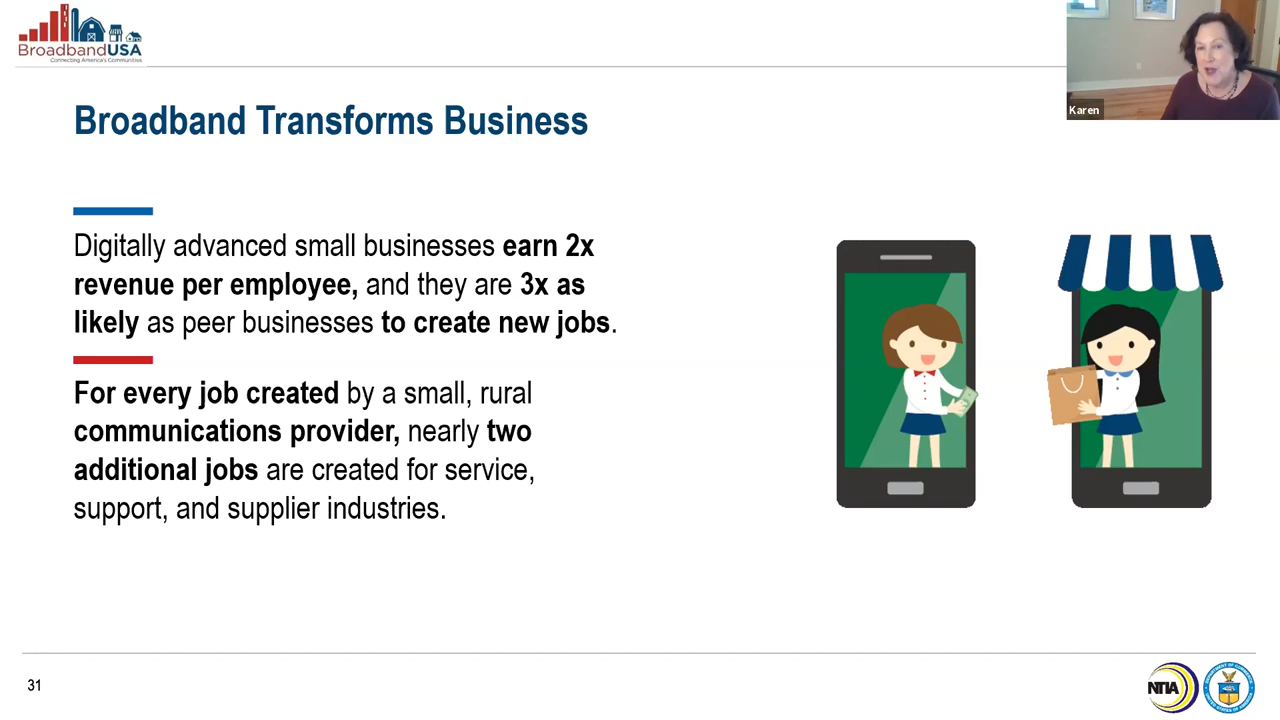 BroadbandUSA
Connecting America's Communities
Karen
Broadband Transforms Business
Digitally advanced small businesses earn 2x
revenue per employee, and they are 3x as
likely as peer businesses to create new jobs.
For every job created by a small, rural
communications provider, nearly two
additional jobs are created for service,
support, and supplier industries.
31
NTIA